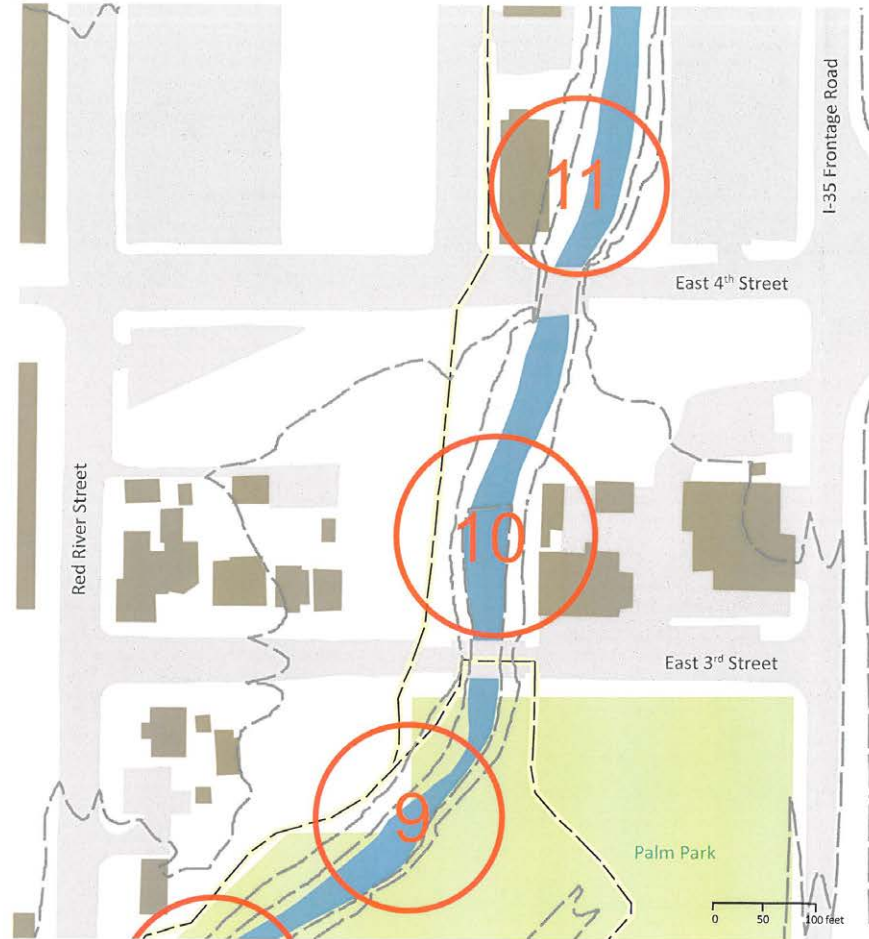 11
I-35 Frontage Road
East 4th Street
10
Red River Street
East 3rd Street
9
Palm Park
0 50 100 feet